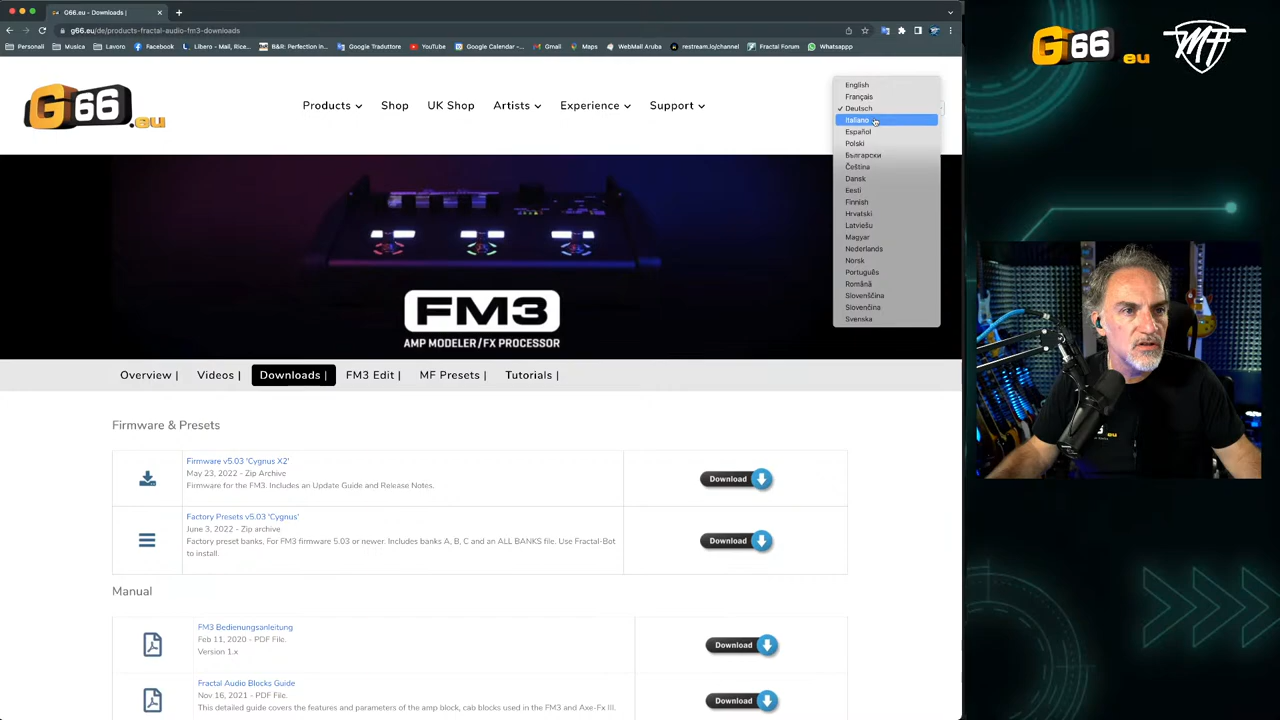 G66.eu - Downloads |
g66.eu/de/products-fractal-audio-fm3-downloads
Personali
Musica
Lavoro
Facebook
Libero - Mail, Rice...
B&R: Perfection In...
Google Traduttore
YouTube
Google Calendar -...
Gmail
Maps
WebMail Aruba
restream.io/channel
Fractal Forum
Whatsapp
G66.eu
Products
Shop
UK Shop
Artists
Experience
Support
English
Français
✓ Deutsch
Italiano
Español
Polski
Български
Čeština
Dansk
Eesti
Finnish
Hrvatski
Latviešu
Magyar
Nederlands
Norsk
Português
Română
Slovenščina
Slovenčina
Svenska
FM3
AMP MODELER/FX PROCESSOR
Overview |
Videos |
Downloads |
FM3 Edit |
MF Presets |
Tutorials |
Firmware & Presets
Firmware v5.03 'Cygnus X2'
May 23, 2022 - Zip Archive
Firmware for the FM3. Includes an Update Guide and Release Notes.
Download
Factory Presets v5.03 'Cygnus'
June 3, 2022 - Zip archive
Factory preset banks, For FM3 firmware 5.03 or newer. Includes banks A, B, C and an ALL BANKS file. Use Fractal-Bot
to install.
Download
Manual
FM3 Bedienungsanleitung
Feb 11, 2020 - PDF File.
Version 1.x
Download
Fractal Audio Blocks Guide
Nov 16, 2021 - PDF File.
This detailed guide covers the features and parameters of the amp block, cab blocks used in the FM3 and Axe-Fx III.
Download
G66.eu
MF